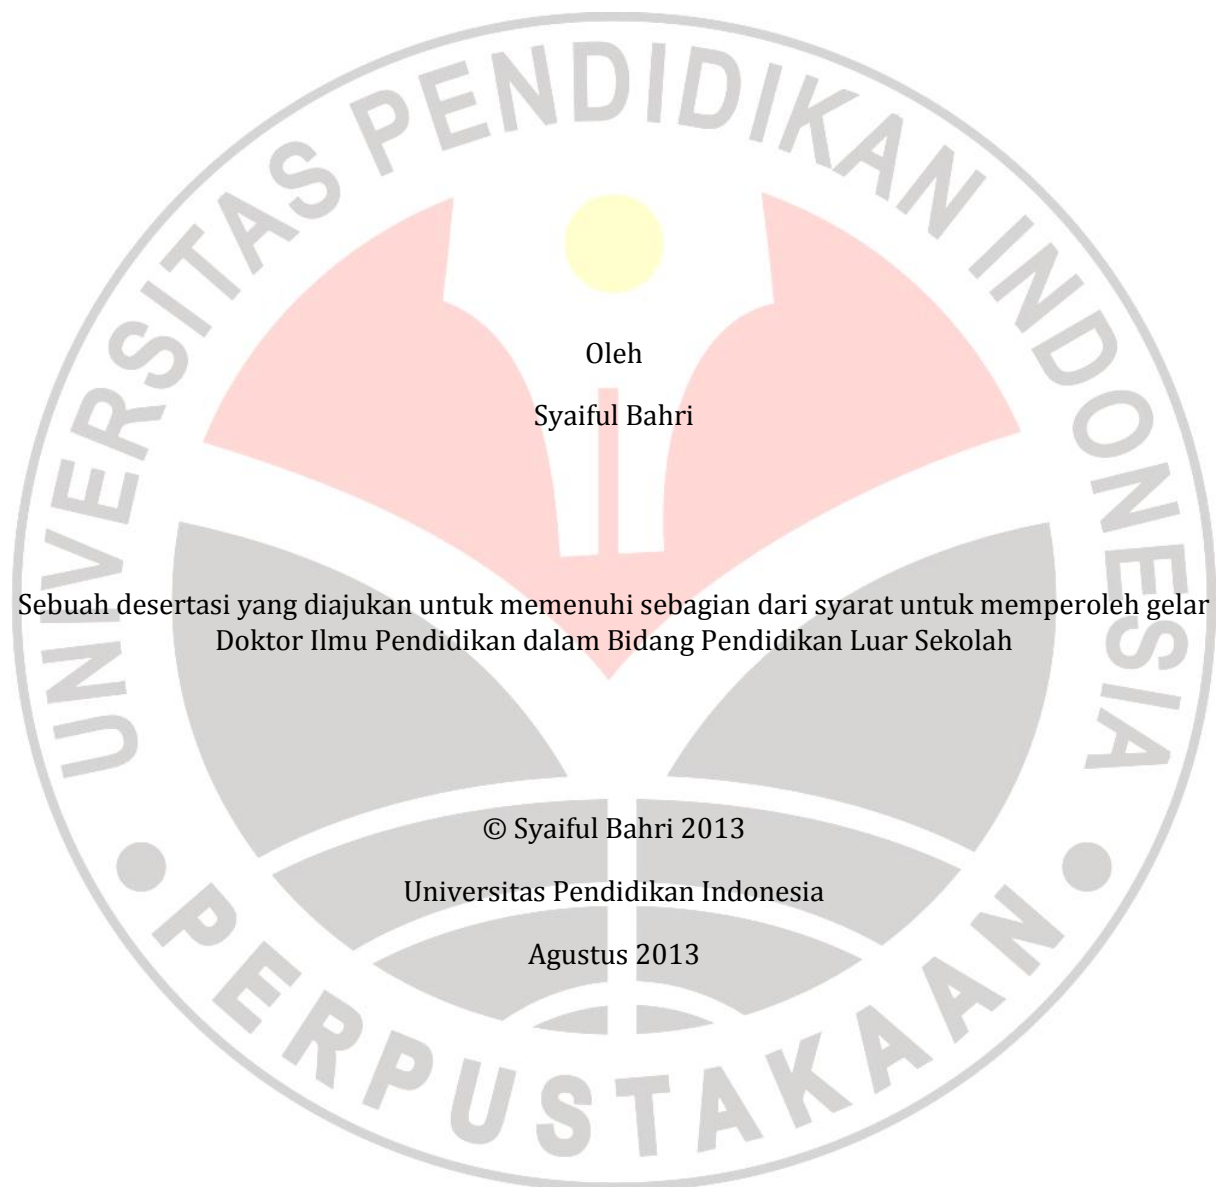 UNIVERSITAS PENDIDIKAN INDONESIA
Oleh
Syaiful Bahri
Sebuah desertasi yang diajukan untuk memenuhi sebagian dari syarat untuk memperoleh gelar
Doktor Ilmu Pendidikan dalam Bidang Pendidikan Luar Sekolah
© Syaiful Bahri 2013
Universitas Pendidikan Indonesia
Agustus 2013
PERPUSTAKAAN